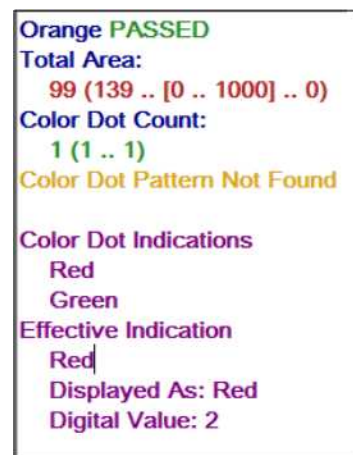 Orange PASSED
Total Area:
99 (139 .. [0 .. 1000] .. 0)
Color Dot Count:
1 (1 .. 1)
Color Dot Pattern Not Found
Color Dot Indications
Red
Green
Effective Indication
Red
Displayed As: Red
Digital Value: 2